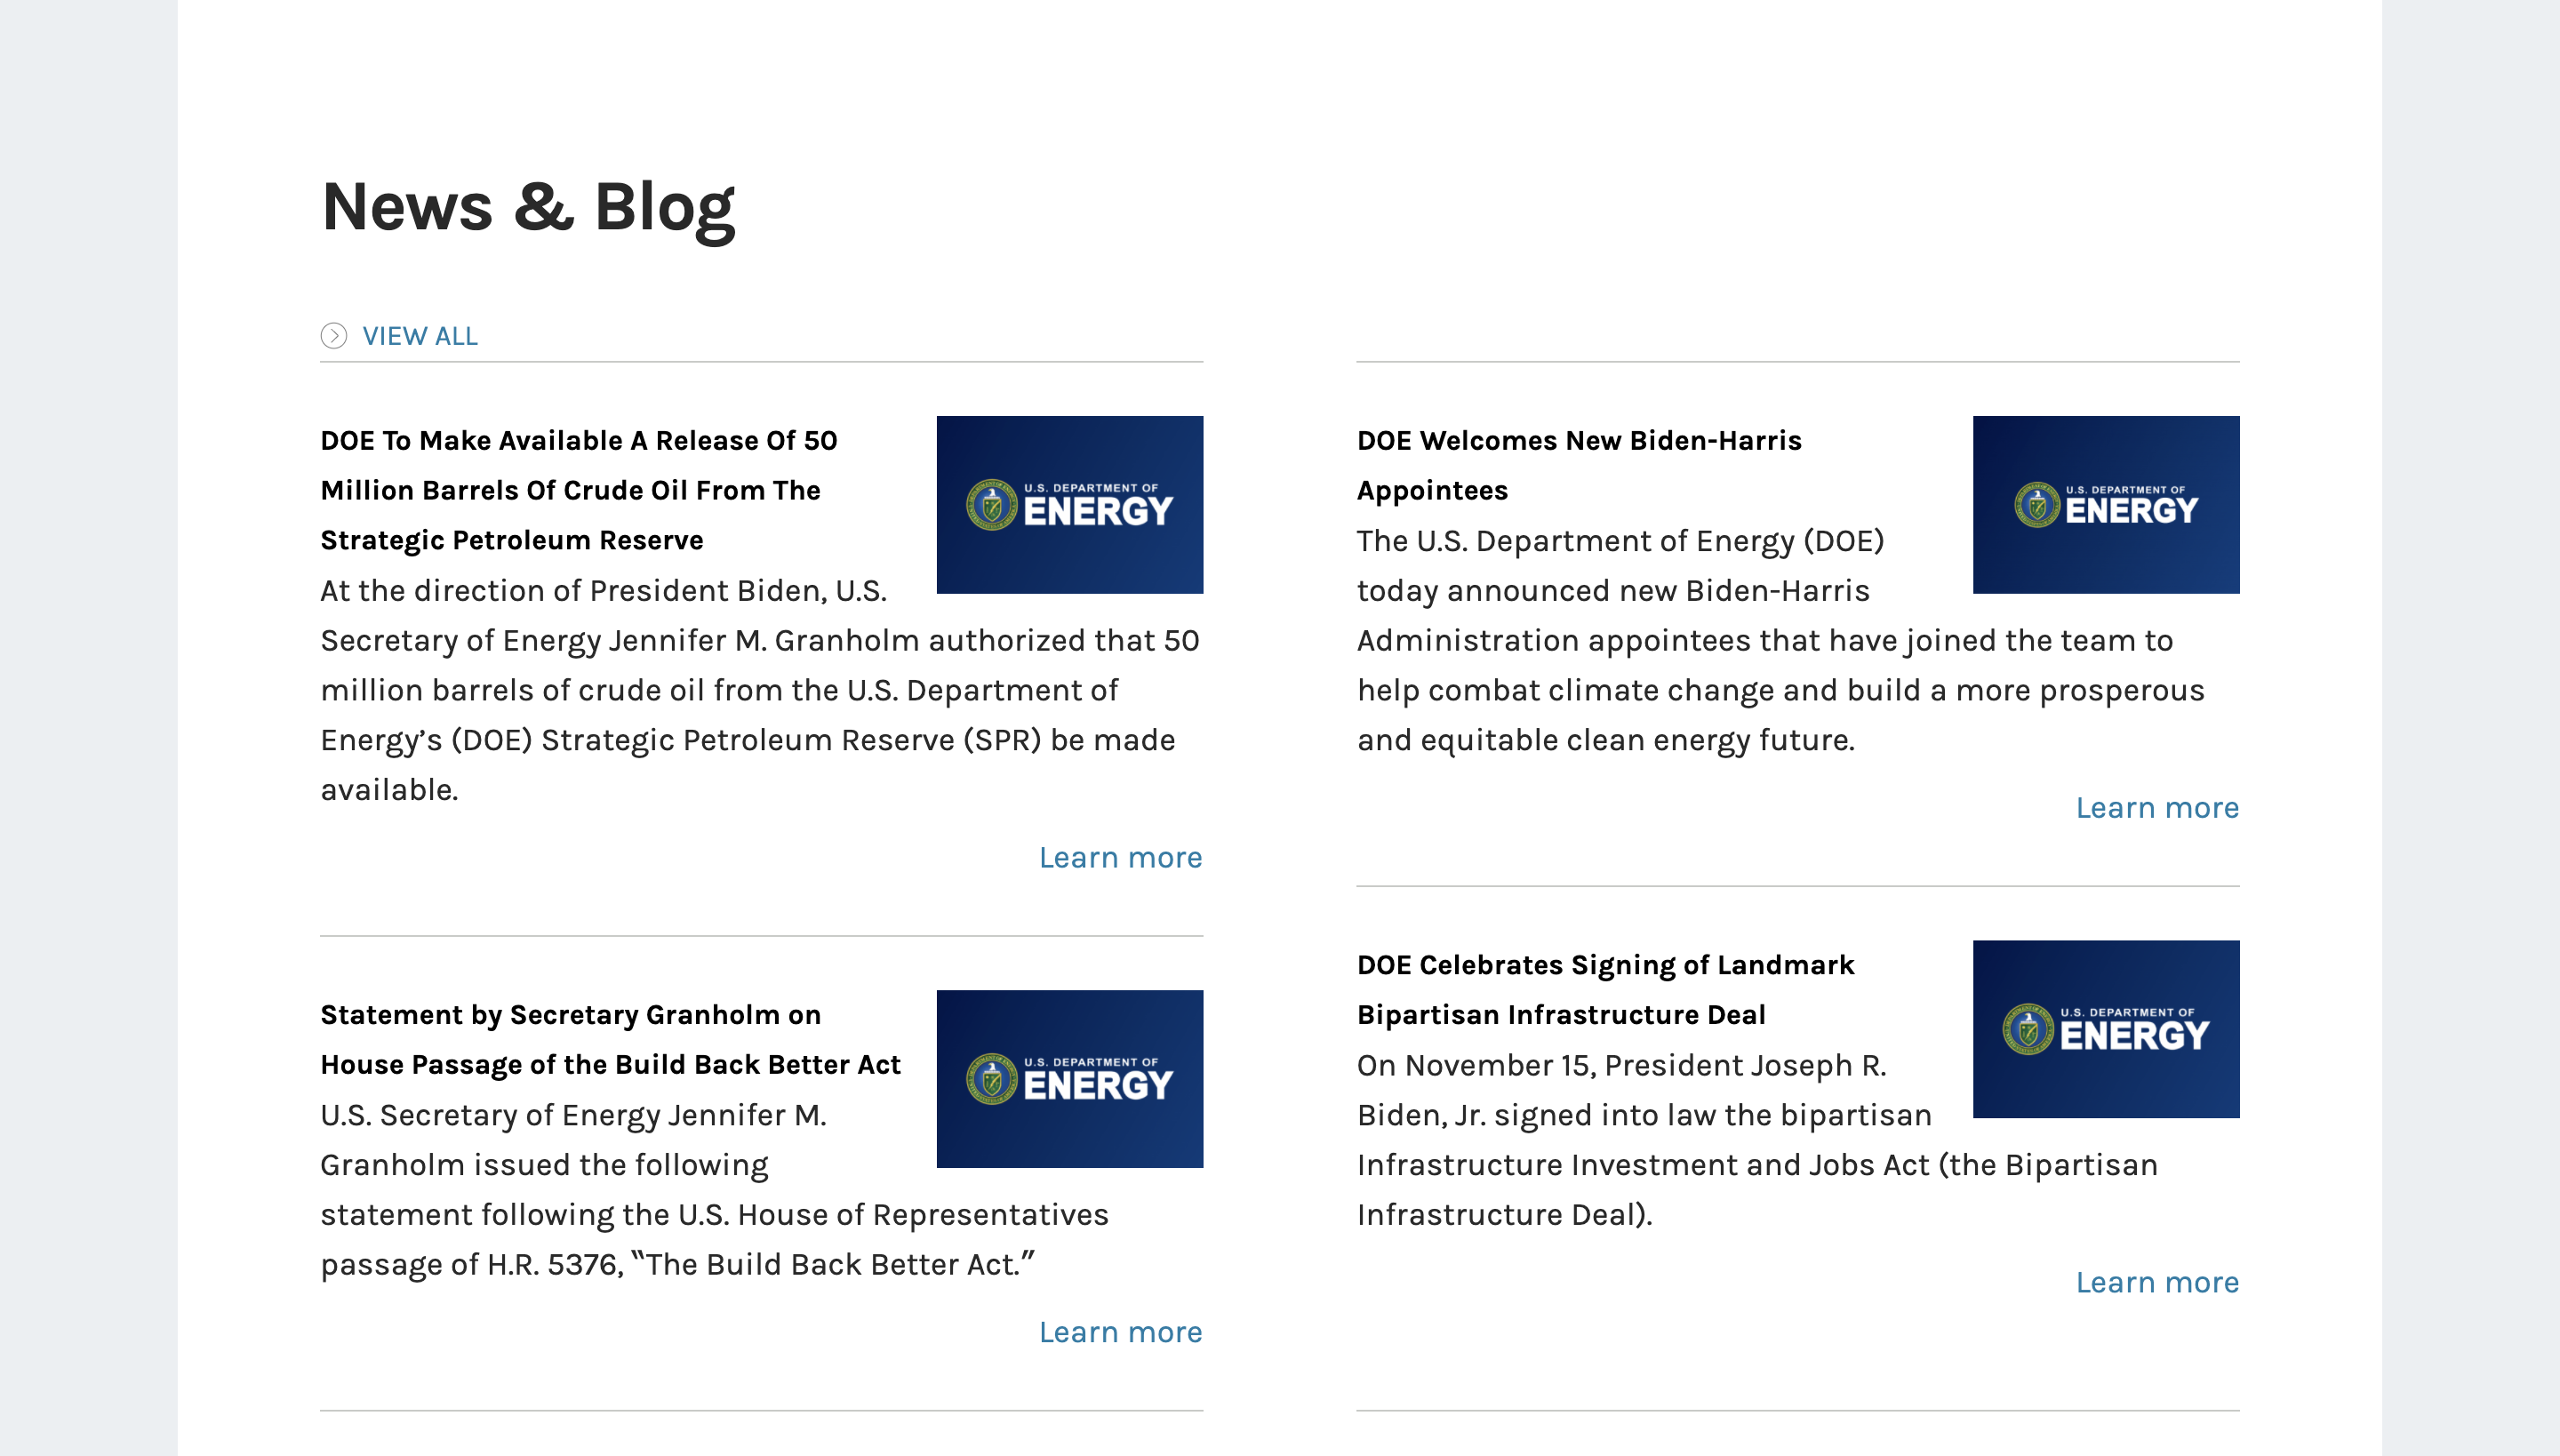 News & Blog
VIEW ALL
DOE To Make Available A Release Of 50
Million Barrels Of Crude Oil From The
Strategic Petroleum Reserve
U.S. DEPARTMENT OF
ENERGY
At the direction of President Biden, U.S.
Secretary of Energy Jennifer M. Granholm authorized that 50
million barrels of crude oil from the U.S. Department of
Energy’s (DOE) Strategic Petroleum Reserve (SPR) be made
available.
Learn more
Statement by Secretary Granholm on
House Passage of the Build Back Better Act
U.S. DEPARTMENT OF
ENERGY
U.S. Secretary of Energy Jennifer M.
Granholm issued the following
statement following the U.S. House of Representatives
passage of H.R. 5376, “The Build Back Better Act.”
Learn more
DOE Welcomes New Biden-Harris
Appointees
U.S. DEPARTMENT OF
ENERGY
The U.S. Department of Energy (DOE)
today announced new Biden-Harris
Administration appointees that have joined the team to
help combat climate change and build a more prosperous
and equitable clean energy future.
Learn more
DOE Celebrates Signing of Landmark
Bipartisan Infrastructure Deal
U.S. DEPARTMENT OF
ENERGY
On November 15, President Joseph R.
Biden, Jr. signed into law the bipartisan
Infrastructure Investment and Jobs Act (the Bipartisan
Infrastructure Deal).
Learn more